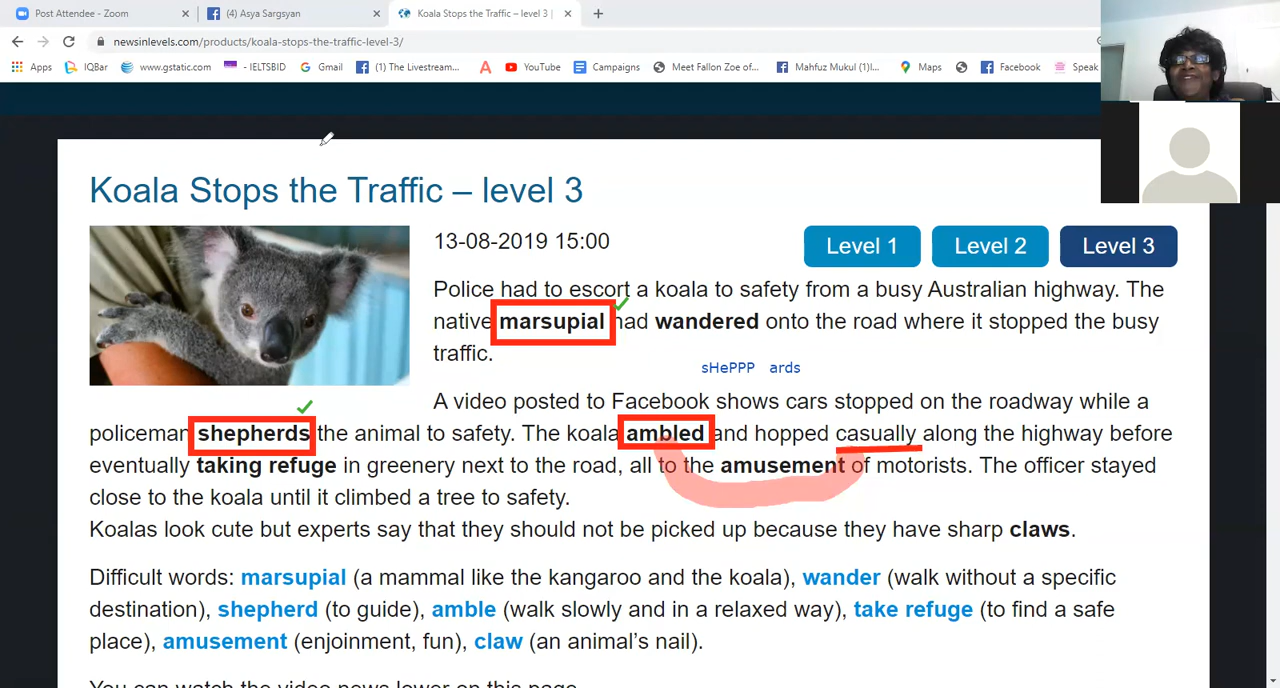 Post Attendee - Zoom
(4) Asya Sargsyan
Koala Stops the Traffic – level 3 |
newsinlevels.com/products/koala-stops-the-traffic-level-3/
Apps IQBar www.gstatic.com - IELTSBID Gmail (1) The Livestream... YouTube Campaigns Meet Fallon Zoe of... Mahfuz Mukul (1)l... Maps Facebook Speak
Koala Stops the Traffic – level 3
13-08-2019 15:00
Level 1 Level 2 Level 3
Police had to escort a koala to safety from a busy Australian highway. The
native marsupial had wandered onto the road where it stopped the busy
traffic.
sHePPP ards
A video posted to Facebook shows cars stopped on the roadway while a
policeman shepherds the animal to safety. The koala ambled and hopped casually along the highway before
eventually taking refuge in greenery next to the road, all to the amusement of motorists. The officer stayed
close to the koala until it climbed a tree to safety.
Koalas look cute but experts say that they should not be picked up because they have sharp claws.
Difficult words: marsupial (a mammal like the kangaroo and the koala), wander (walk without a specific
destination), shepherd (to guide), amble (walk slowly and in a relaxed way), take refuge (to find a safe
place), amusement (enjoinment, fun), claw (an animal's nail).
You can watch the video news lower on this page.